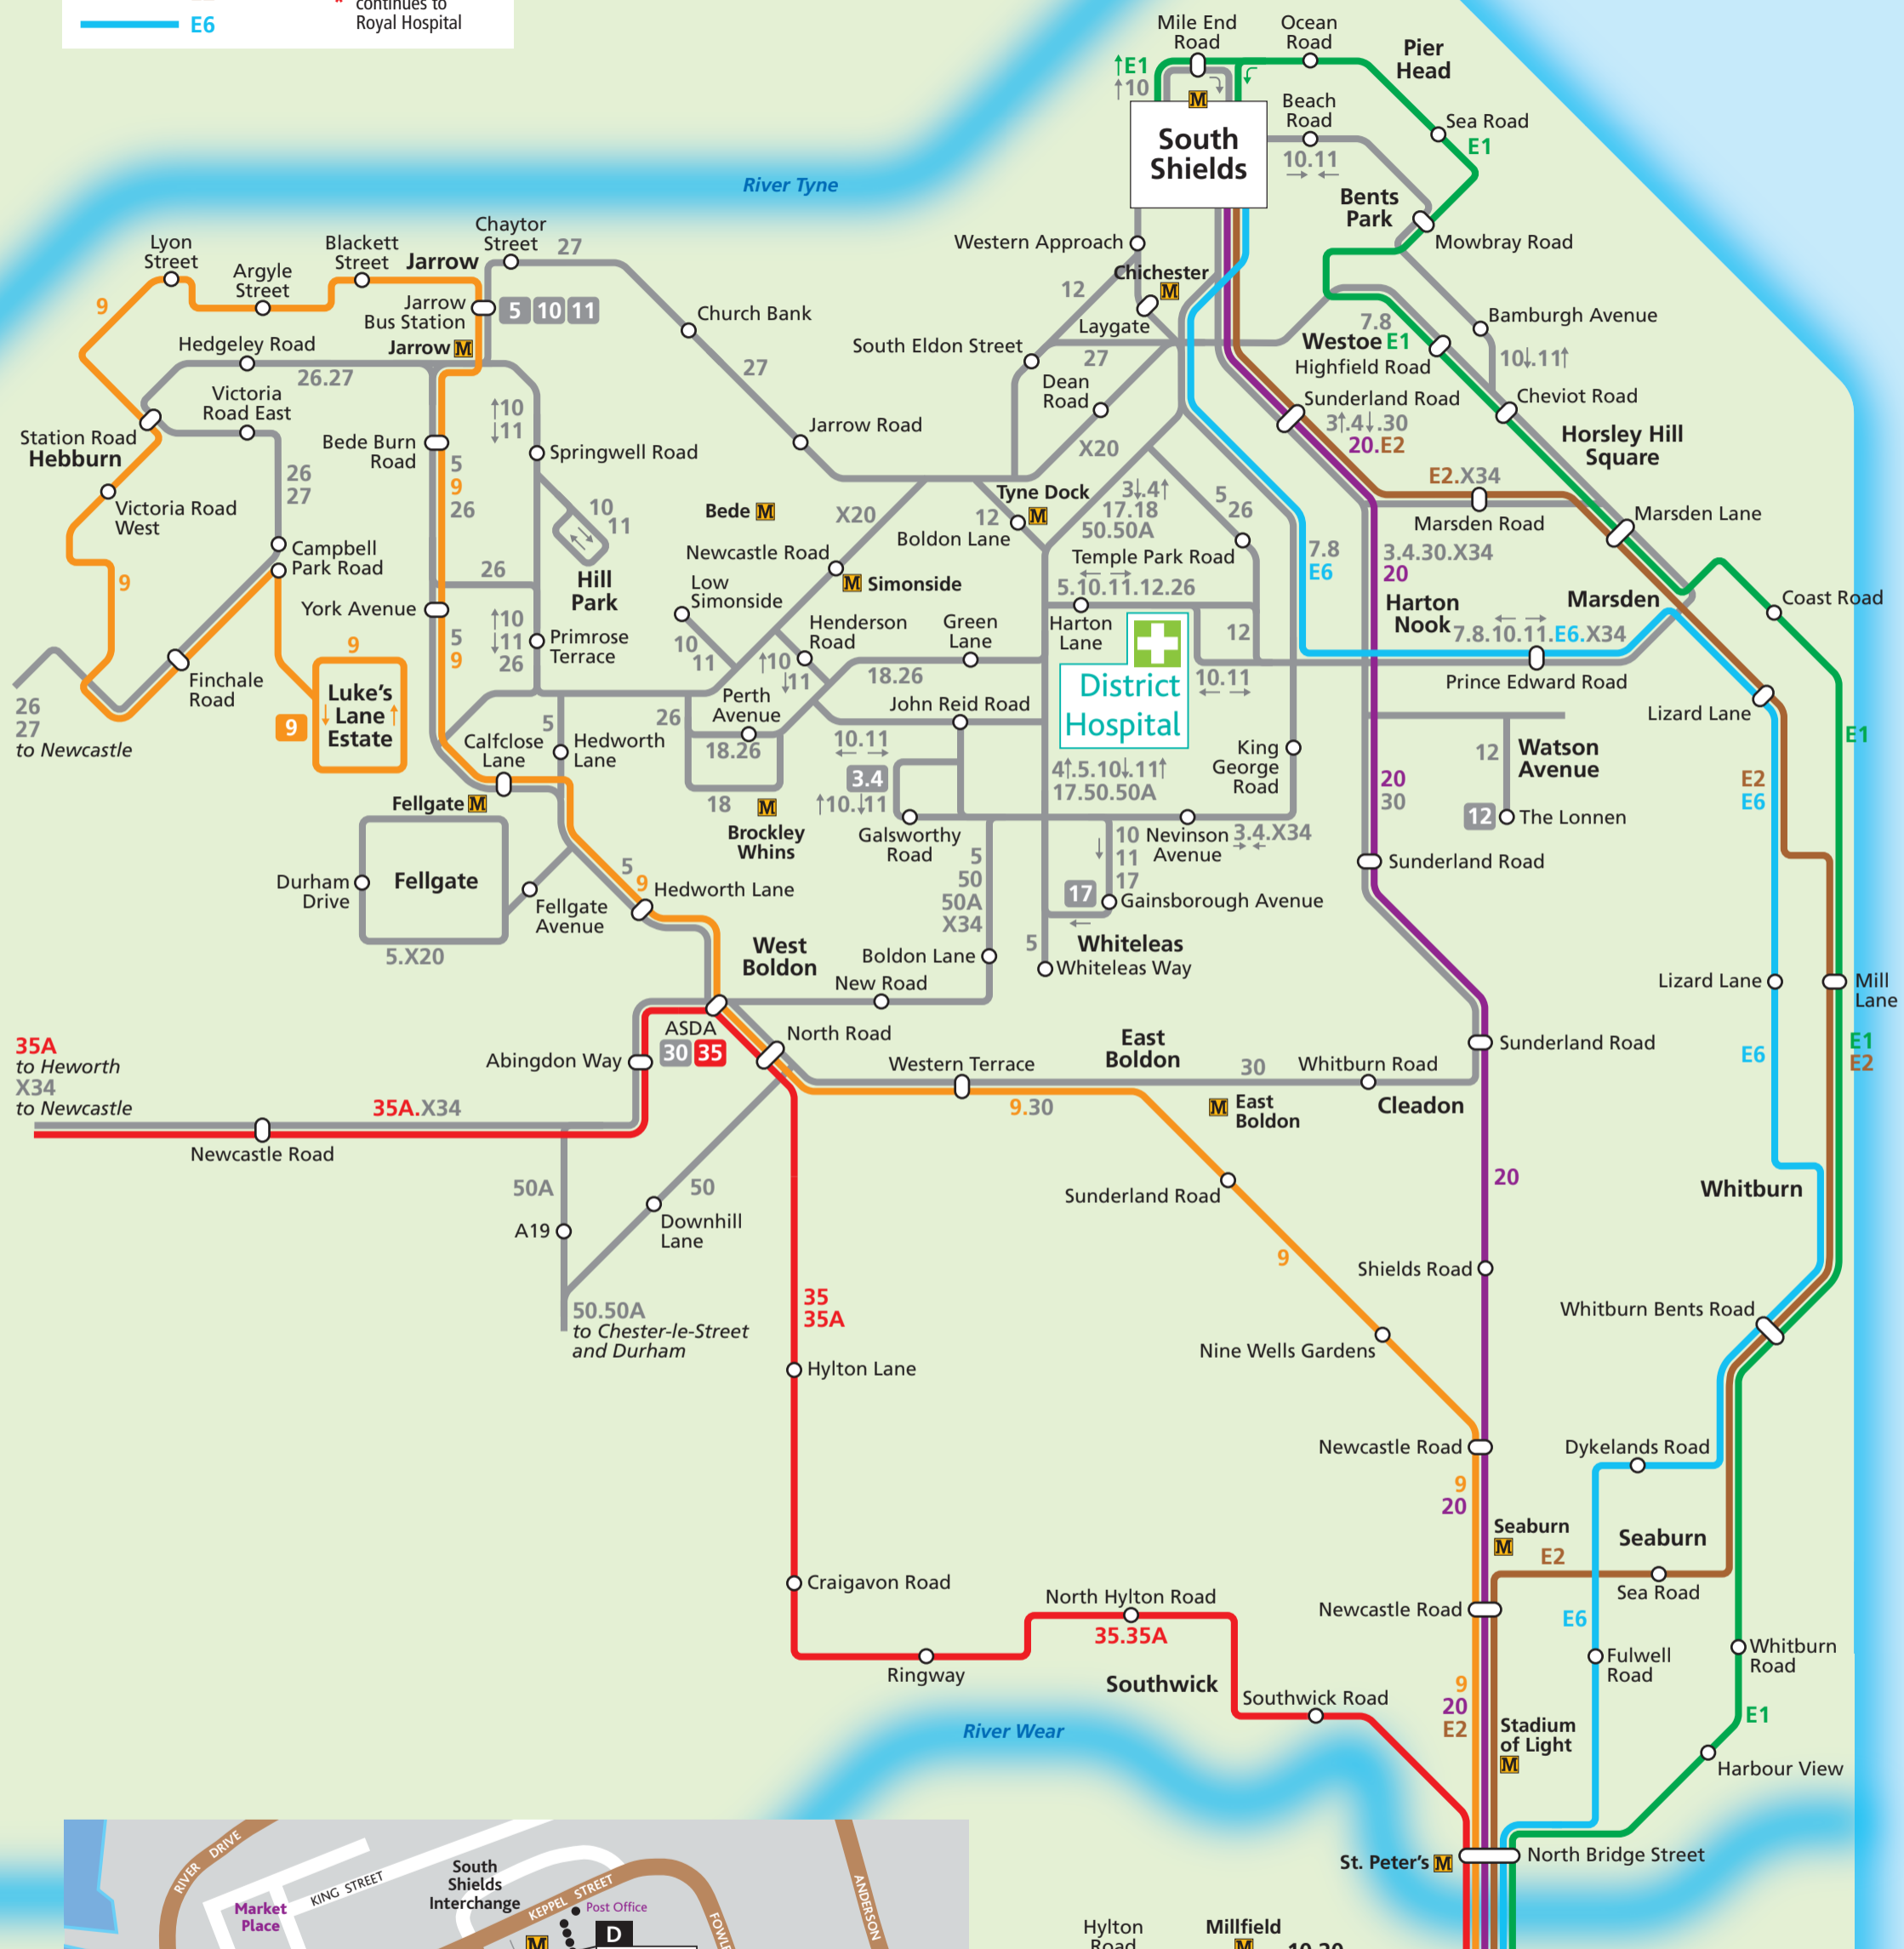 E6
* continues to
Royal Hospital
Mile End
Road
Ocean
Road
Pier
Head
↑E1
↑10
M
South
Shields
Beach
Road
10.11
→ ←
Sea Road
E1
Bents
Park
Mowbray Road
River Tyne
Western Approach
Chichester
M
12
Laygate
South Eldon Street
27
Dean
Road
X20
7.8
Westoe E1
Highfield Road
Bamburgh Avenue
10↓.11↑
Cheviot Road
Sunderland Road
3↑.4↓.30
20.E2
Horsley Hill
Square
E2.X34
Marsden Road
Marsden Lane
Lyon
Street
Argyle
Street
Blackett
Street
Jarrow
Chaytor
Street
27
9
Jarrow
Bus Station
5 10 11
Jarrow M
Church Bank
27
Jarrow Road
Hedgeley Road
26.27
Victoria
Road East
Station Road
Hebburn
26
27
Victoria Road
West
Bede Burn
Road
5
9
26
↑10
↓11
Springwell Road
10
11
Hill
Park
Bede M
X20
Tyne Dock
M
12
Boldon Lane
3↓.4↑
17.18
50.50A
5
26
Temple Park Road
← →
5.10.11.12.26
Harton
Lane
7.8
E6
3.4.30.X34
20
Harton
Nook
Marsden
← →
7.8.10.11.E6.X34
Prince Edward Road
Coast Road
Lizard Lane
Newcastle Road
M Simonside
Low
Simonside
10
11
Henderson
Road
↑10
↓11
Green
Lane
18.26
12
District
Hospital
10.11
← →
Campbell
Park Road
9
26
York Avenue
5
9
↑10
↓11
26
Primrose
Terrace
Finchale
Road
26
27
to Newcastle
9
9
Luke's
Lane
Estate
↓ ↑
Perth
Avenue
26
18.26
18
M
Brockley
Whins
John Reid Road
10.11
← →
3.4
↑10.↓11
Galsworthy
Road
4↑.5.10↓.11↑
17.50.50A
King
George
Road
Nevinson
Avenue
3.4.X34
→ ←
5
Hedworth
Lane
Calfclose
Lane
Fellgate M
Fellgate
Durham
Drive
Fellgate
Avenue
5.X20
5
9
Hedworth Lane
5
50
50A
X34
↓
10
11
17
17
Gainsborough Avenue
←
5
Whiteleas
Whiteleas Way
12
Watson
Avenue
12
The Lonnen
20
30
Sunderland Road
E1
E2
E6
Lizard Lane
Mill
Lane
E1
E2
E6
West
Boldon
Boldon Lane
New Road
ASDA
30 35
North Road
35A
to Heworth
X34
to Newcastle
Abingdon Way
35A.X34
Newcastle Road
Western Terrace
East
Boldon
30
Whitburn Road
Sunderland Road
9.30
M East
Boldon
Cleadon
50A
50
A19
Downhill
Lane
50.50A
to Chester-le-Street
and Durham
Sunderland Road
20
Whitburn
9
35
35A
Shields Road
Whitburn Bents Road
Nine Wells Gardens
Hylton Lane
Newcastle Road
Dykelands Road
9
20
Seaburn
M
Seaburn
E2
Sea Road
Craigavon Road
North Hylton Road
35.35A
Ringway
Newcastle Road
E6
Fulwell
Road
Whitburn
Road
Southwick
Southwick Road
9
20
E2
Stadium
of Light
M
E1
Harbour View
River Wear
St. Peter's M
North Bridge Street
RIVER DRIVE
KING STREET
South
Shields
Interchange
KEPPEL STREET
Post Office
Market
Place
D
M
ANDERSON
Hylton
Road
Millfield
M